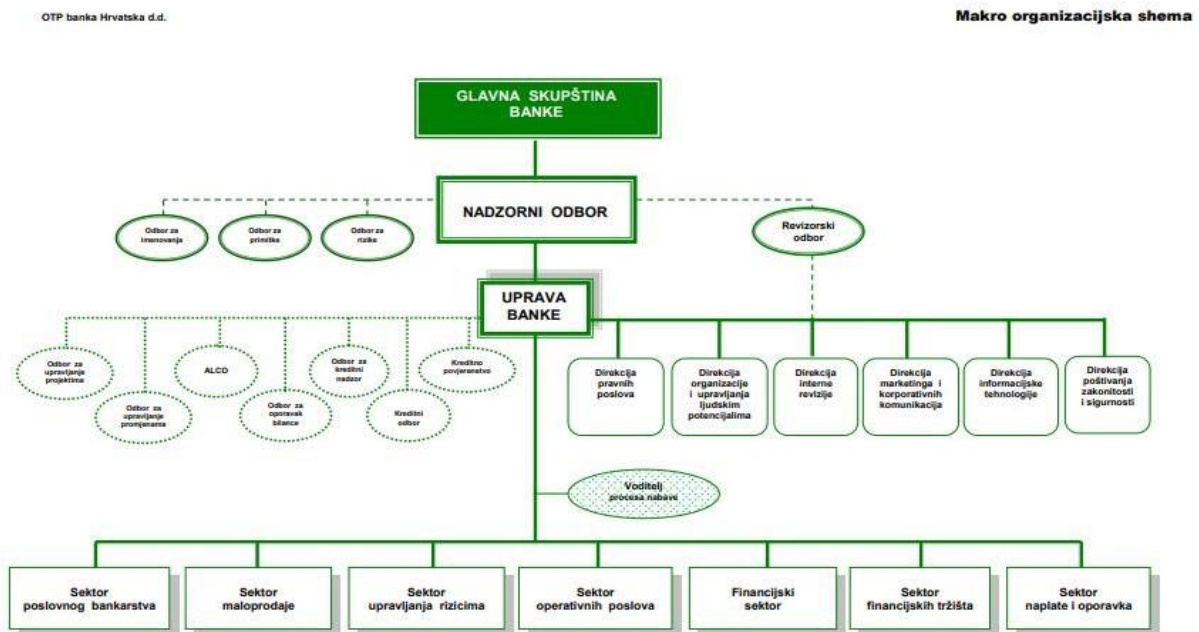 OTP banka Hrvatska d.d.
Makro organizacijska shema
GLAVNA SKUPŠTINA
BANKE
NADZORNI ODBOR
Odbor za
imenovanja
Odbor za
primitke
Odbor za
rizike
Revizorski
odbor
UPRAVA
BANKE
Odbor za
upravljanje
projektima
Odbor za
upravljanje
promjenama
ALCO
Odbor za
oporavak
bilance
Odbor za
kreditni
nadzor
Kreditni
odbor
Kreditno
povjerenstvo
Direkcija
pravnih
poslova
Direkcija
organizacije
i upravljanja
ljudskim
potencijalima
Direkcija
interne
revizije
Direkcija
marketinga i
korporativnih
komunikacija
Direkcija
informacijske
tehnologije
Direkcija
poštivanja
zakonitosti
i sigurnosti
Voditelj
procesa nabave
Sektor
poslovnog bankarstva
Sektor
maloprodaje
Sektor
upravljanja rizicima
Sektor
operativnih poslova
Financijski
sektor
Sektor
financijskih tržišta
Sektor
naplate i oporavka